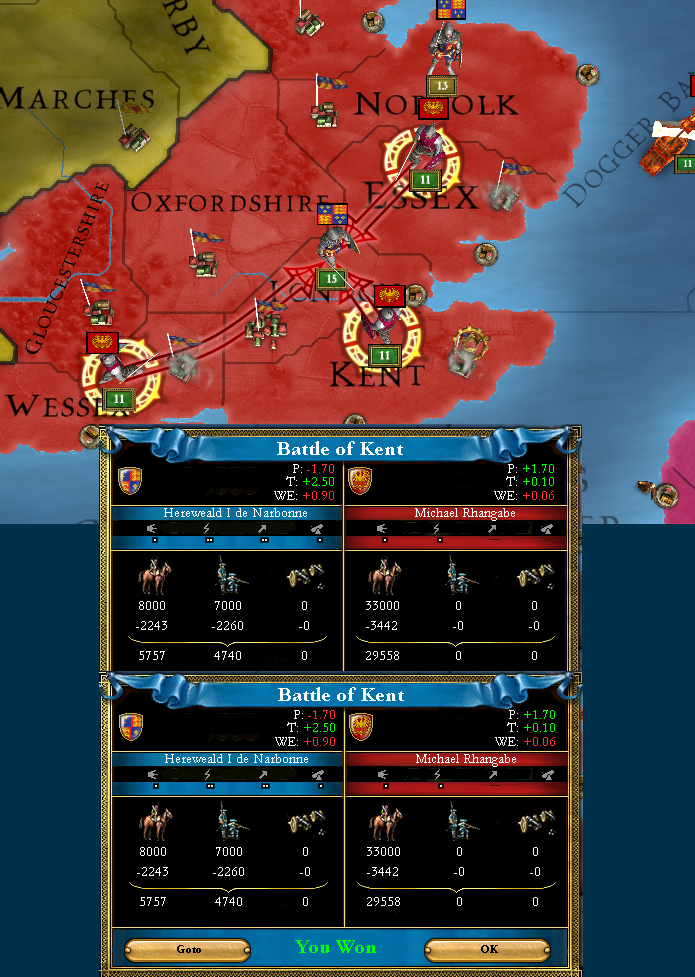 RBY
MARCHES
13
NORFOLK
DOGGER BA
11
11
ESSEX
OXFORDSHIRE
GLOUCESTERSHIRE
15
LON
11
KENT
11
WESSE
Battle of Kent
P: -1.70 P: +1.70
T: +2.50 T: +0.10
WE: +0.90 WE: +0.06
Hereweald I de Narbonne Michael Rhangabe
8000 7000 0 33000 0 0
-2243 -2260 -0 -3442 -0 -0
5757 4740 0 29558 0 0
Battle of Kent
P: -1.70 P: +1.70
T: +2.50 T: +0.10
WE: +0.90 WE: +0.06
Hereweald I de Narbonne Michael Rhangabe
8000 7000 0 33000 0 0
-2243 -2260 -0 -3442 -0 -0
5757 4740 0 29558 0 0
Goto You Won OK